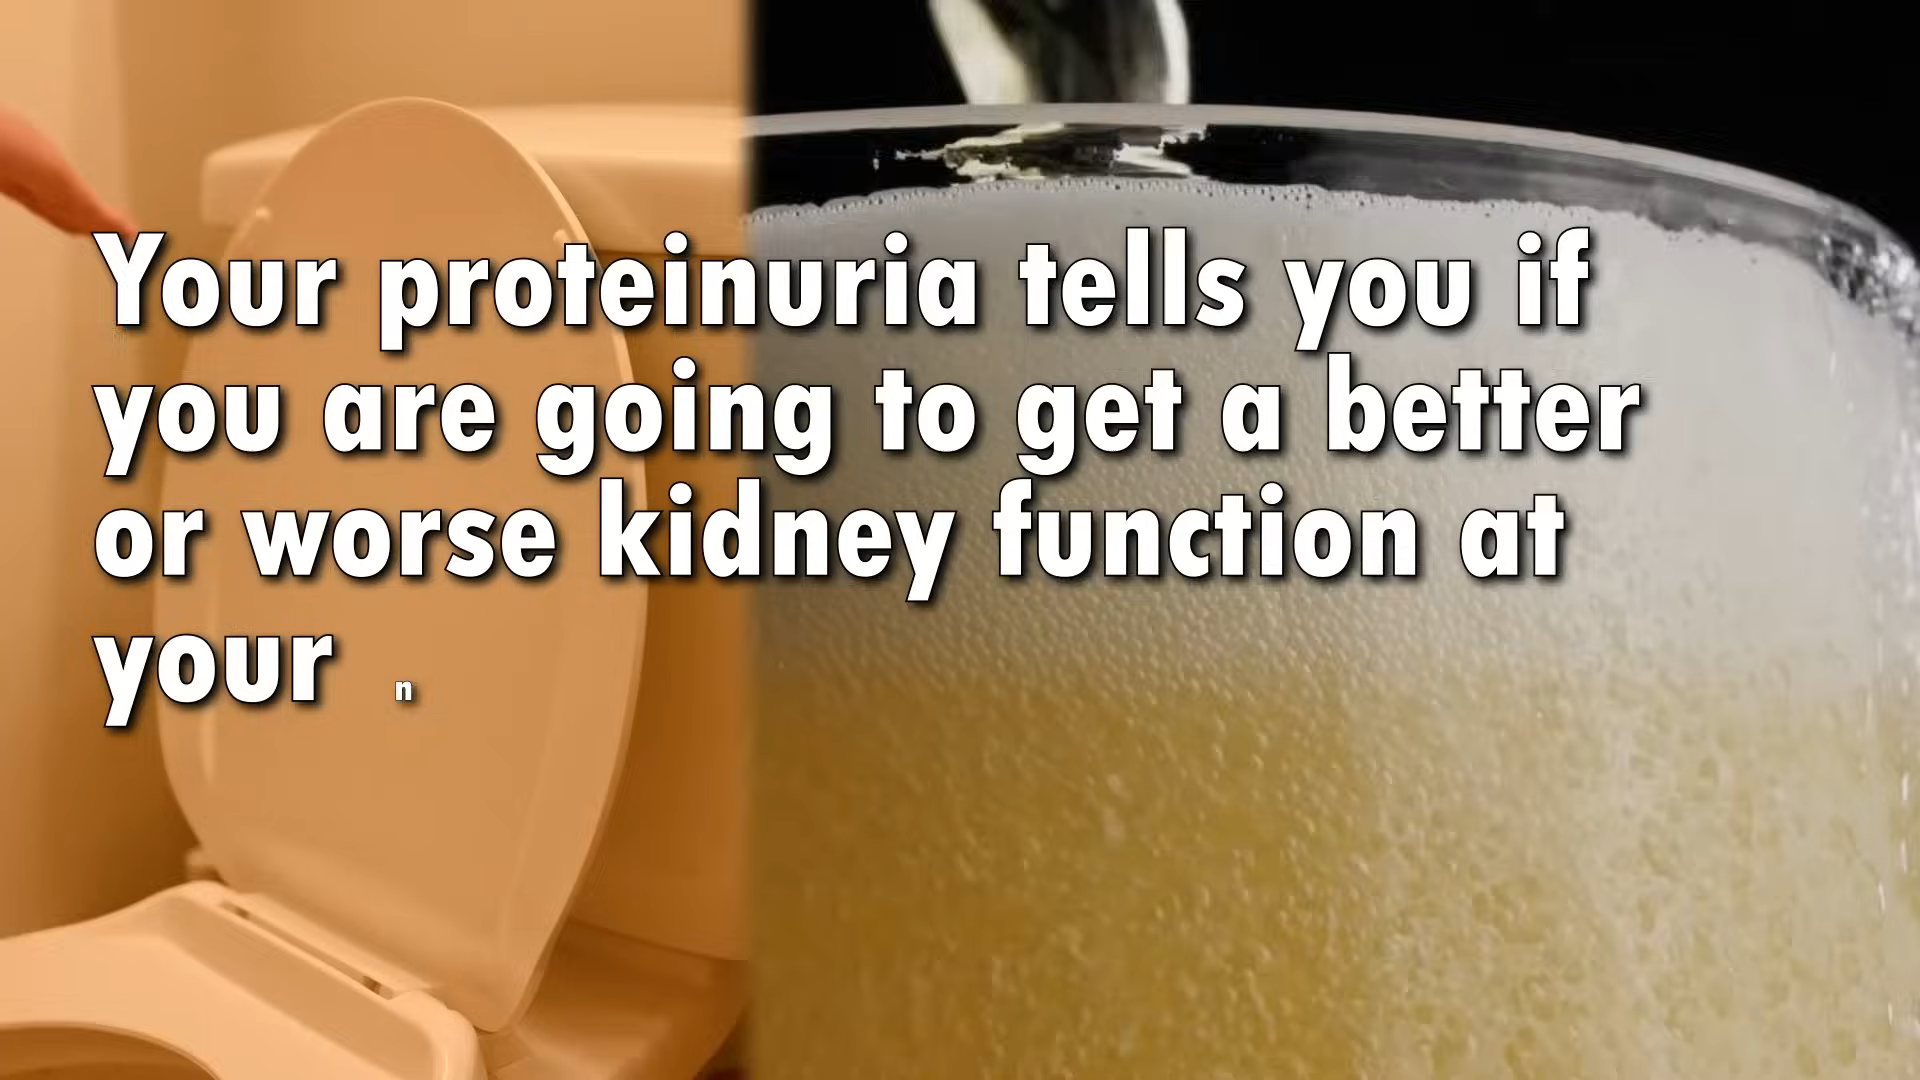 Your proteinuria tells you if
you are going to get a better
or worse kidney function at
your n